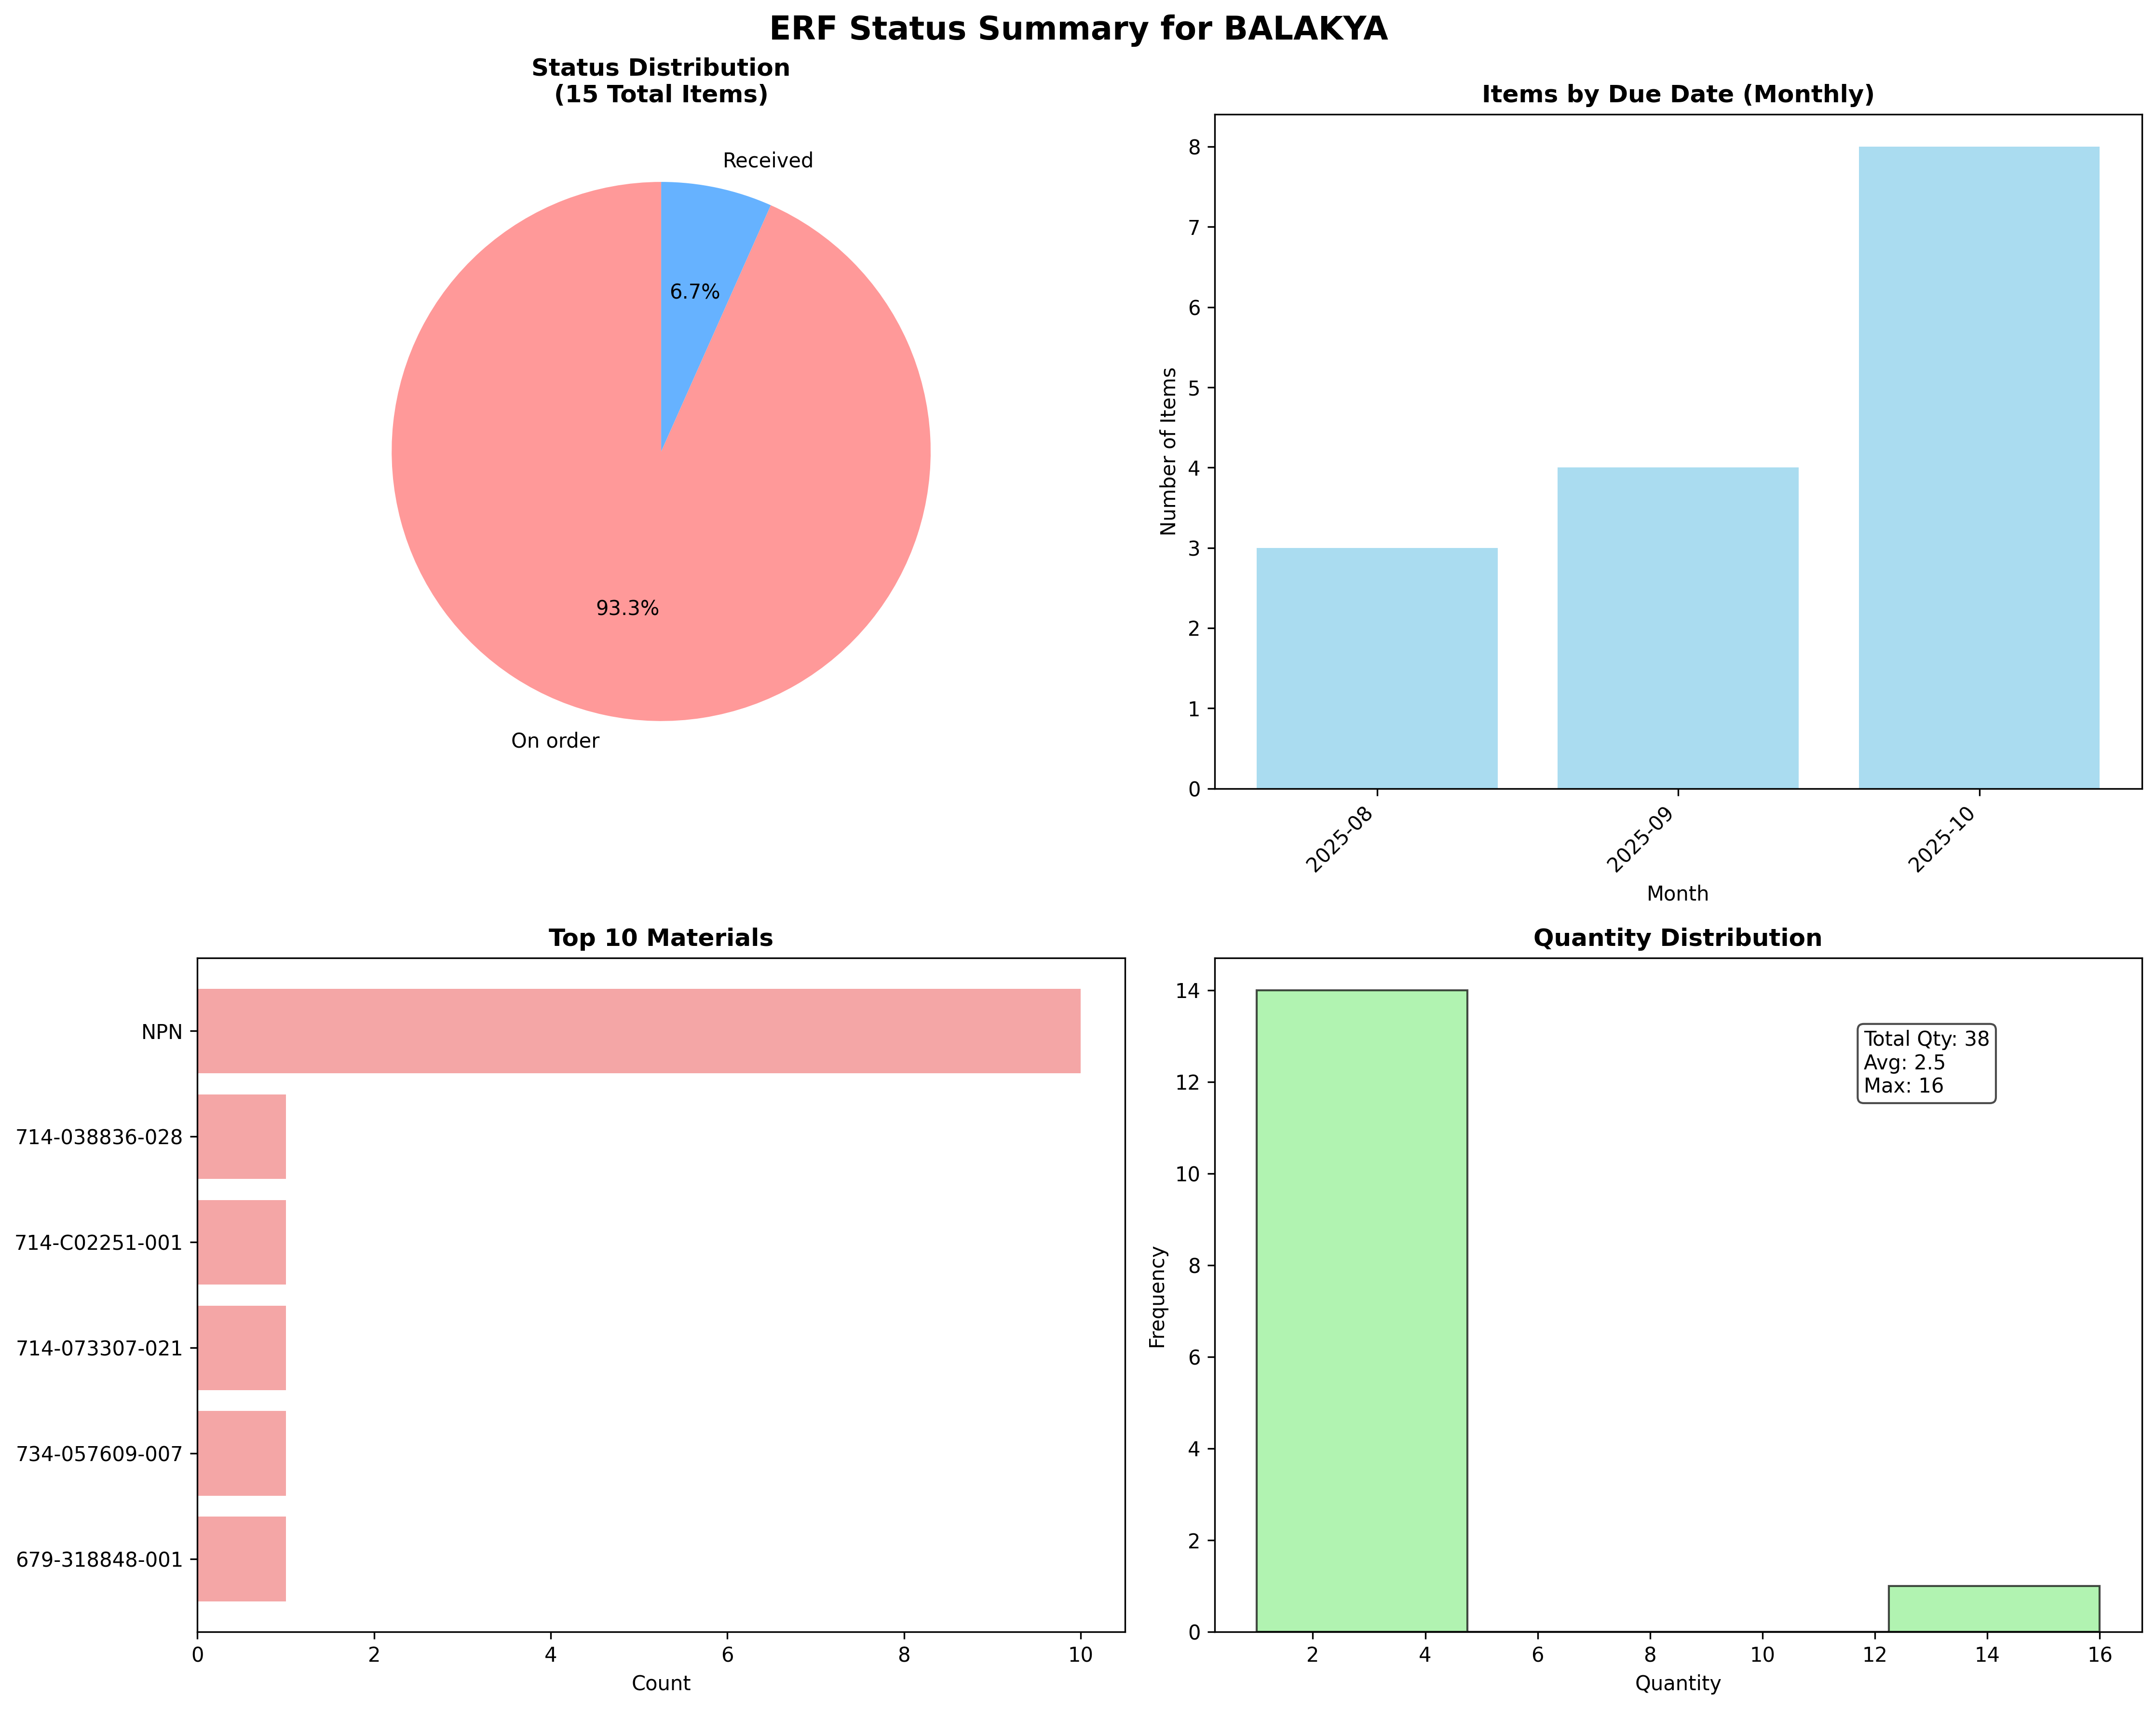 ERF Status Summary for BALAKYA
Status Distribution
(15 Total Items)
Received
6.7%
93.3%
On order
Items by Due Date (Monthly)
Number of Items
8
7
6
5
4
3
2
1
0
2025-08
2025-09
2025-10
Month
Top 10 Materials
NPN
714-038836-028
714-C02251-001
714-073307-021
734-057609-007
679-318848-001
0 2 4 6 8 10
Count
Quantity Distribution
Frequency
14
12
10
8
6
4
2
0
Total Qty: 38
Avg: 2.5
Max: 16
2 4 6 8 10 12 14 16
Quantity